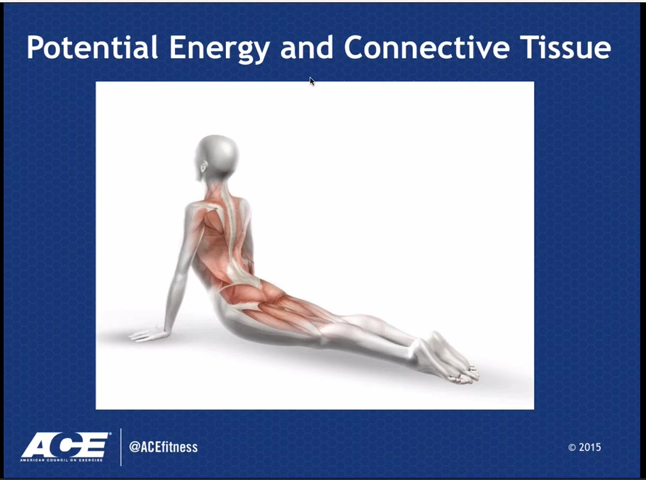 Potential Energy and Connective Tissue
ACE
AMERICAN COUNCIL ON EXERCISE
@ACEfitness
© 2015